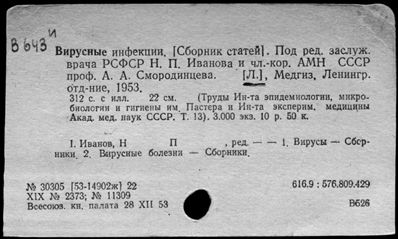 В 643 и
Вирусные инфекции, [Сборник статей]. Под ред. заслуж.
врача РСФСР Н. П. Иванова и чл.-кор. АМН СССР
проф. А. А. Смородинцева. [Л.], Медгиз, Ленингр.
отд-ние, 1953.
312 с. с илл. 22 см. (Труды Ин-та эпидемиологии, микро-
биологии и гигиены им. Пастера и Ин-та эксперим. медицины
Акад. мед. наук СССР. Т. 13). 3.000 экз. 10 р. 50 к.
I. Иванов, Н П , ред. — — 1. Вирусы — Сбор-
ники. 2. Вирусные болезни — Сборники.
№ 30305 [53-14902ж] 22 616.9 : 576.809.429
XIX № 2373; № 11309
Всесоюз. кн. палата 28 XII 53 Вб26